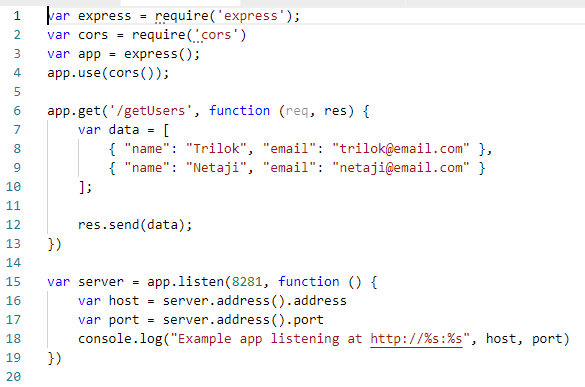 1 var express = require('express');
2 var cors = require('cors')
3 var app = express();
4 app.use(cors());
5
6 app.get('/getUsers', function (req, res) {
7     var data = [
8         { "name": "Trilok", "email": "trilok@email.com" },
9         { "name": "Netaji", "email": "netaji@email.com" }
10     ];
11
12     res.send(data);
13 })
14
15 var server = app.listen(8281, function () {
16     var host = server.address().address
17     var port = server.address().port
18     console.log("Example app listening at http://%s:%s", host, port)
19 })
20